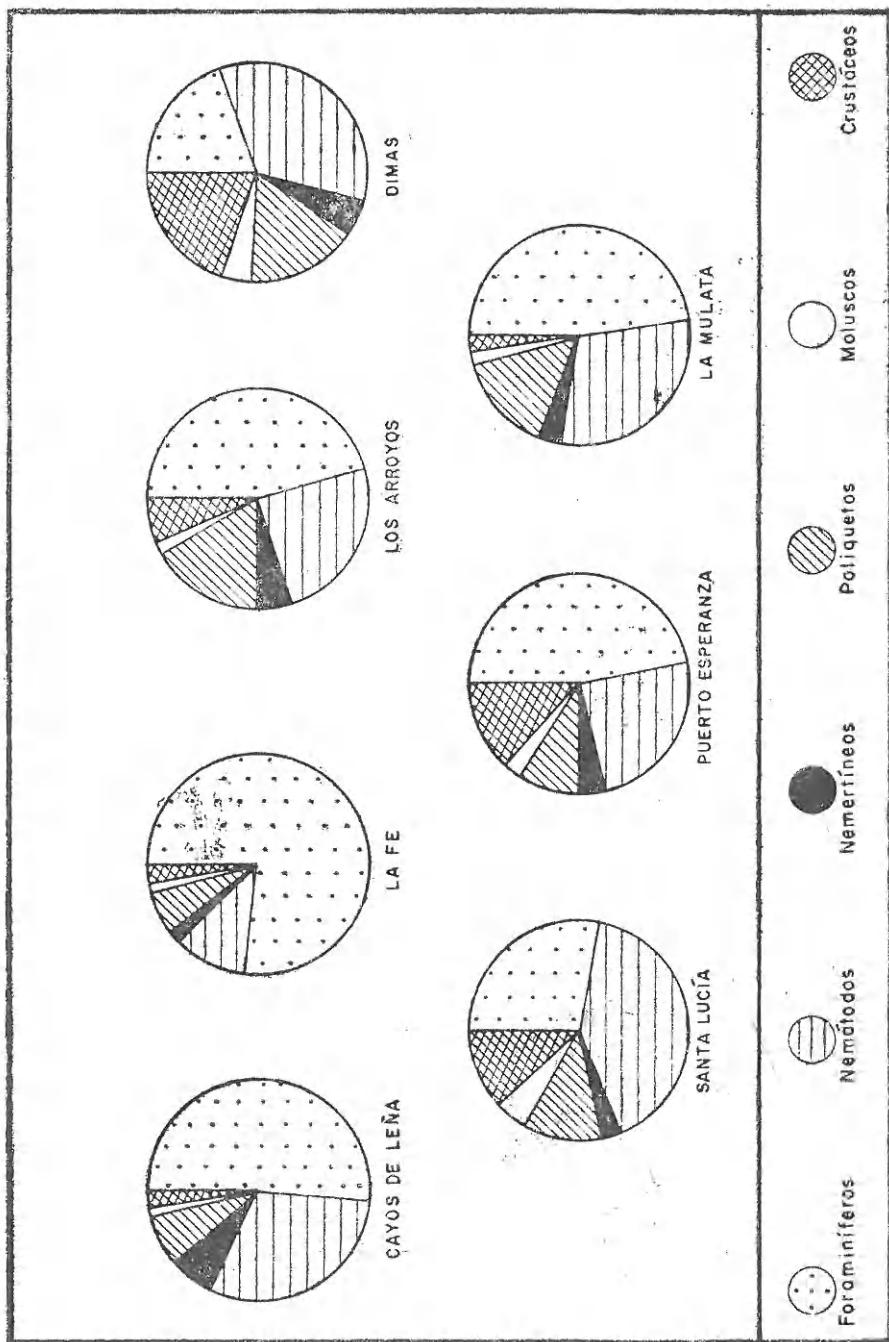 CAYOS DE LEÑA
LA FE
LOS ARROYOS
DIMAS
SANTA LUCÍA
PUERTO ESPERANZA
LA MULATA
Foraminíferos
Nemátodos
Nemertíneos
Poliquetos
Moluscos
Crustáceos